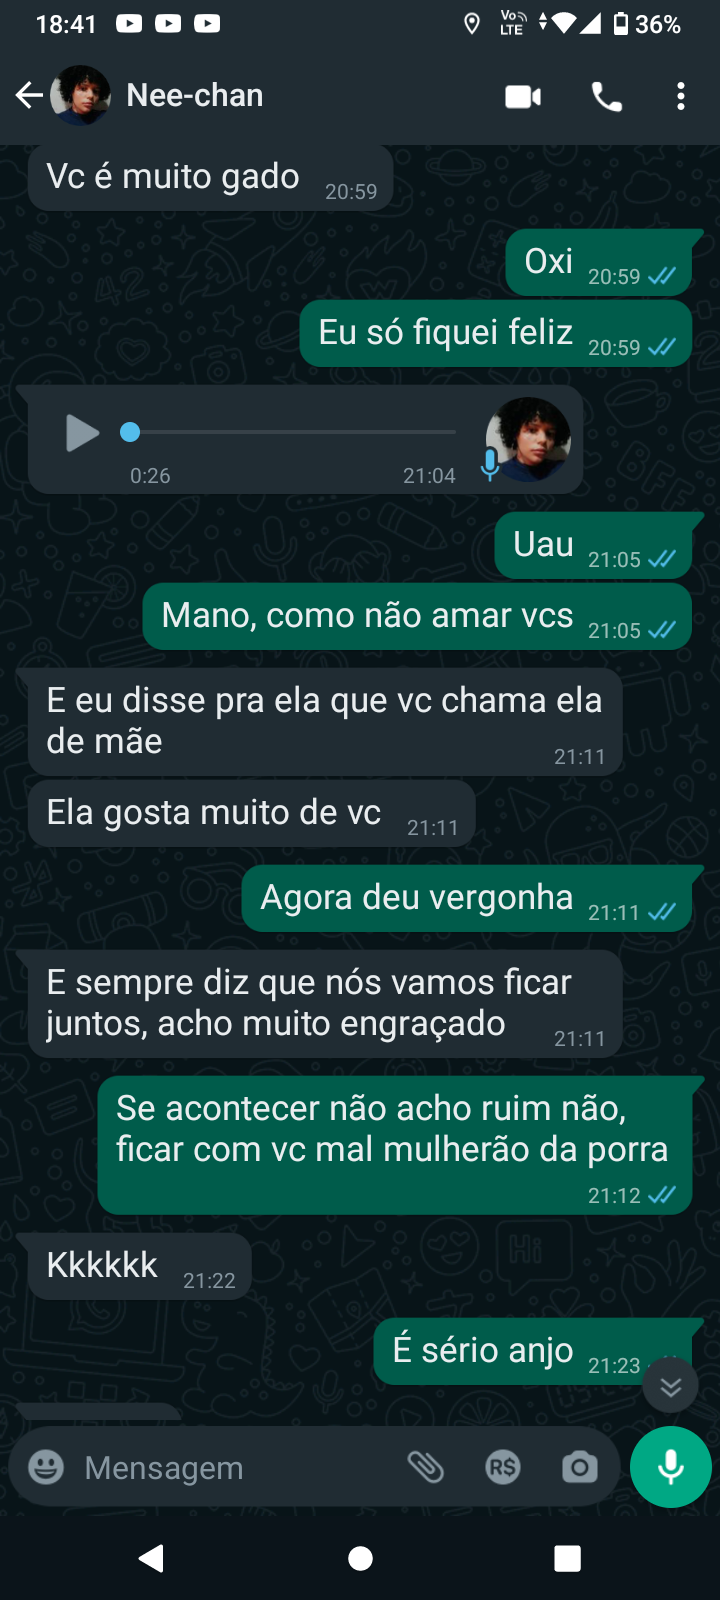 18:41 Vo LTE 36%
Nee-chan
Vc é muito gado 20:59
Oxi 20:59
Eu só fiquei feliz 20:59
0:26 21:04
Uau 21:05
Mano, como não amar vcs 21:05
E eu disse pra ela que vc chama ela
de mãe 21:11
Ela gosta muito de vc 21:11
Agora deu vergonha 21:11
E sempre diz que nós vamos ficar
juntos, acho muito engraçado 21:11
Se acontecer não acho ruim não,
ficar com vc mal mulherão da porra
21:12
Kkkkkk 21:22
É sério anjo 21:23
Mensagem R$